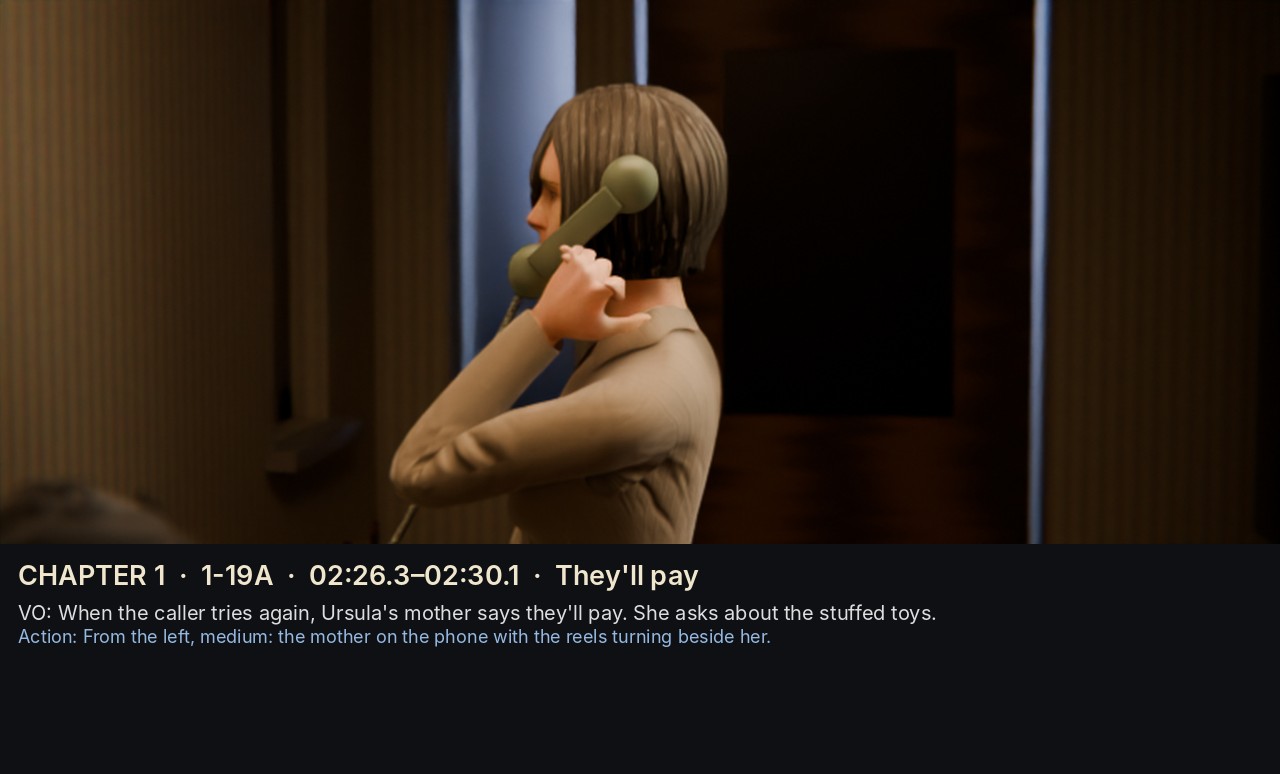 CHAPTER 1 · 1-19A · 02:26.3–02:30.1 · They'll pay
VO: When the caller tries again, Ursula's mother says they'll pay. She asks about the stuffed toys.
Action: From the left, medium: the mother on the phone with the reels turning beside her.